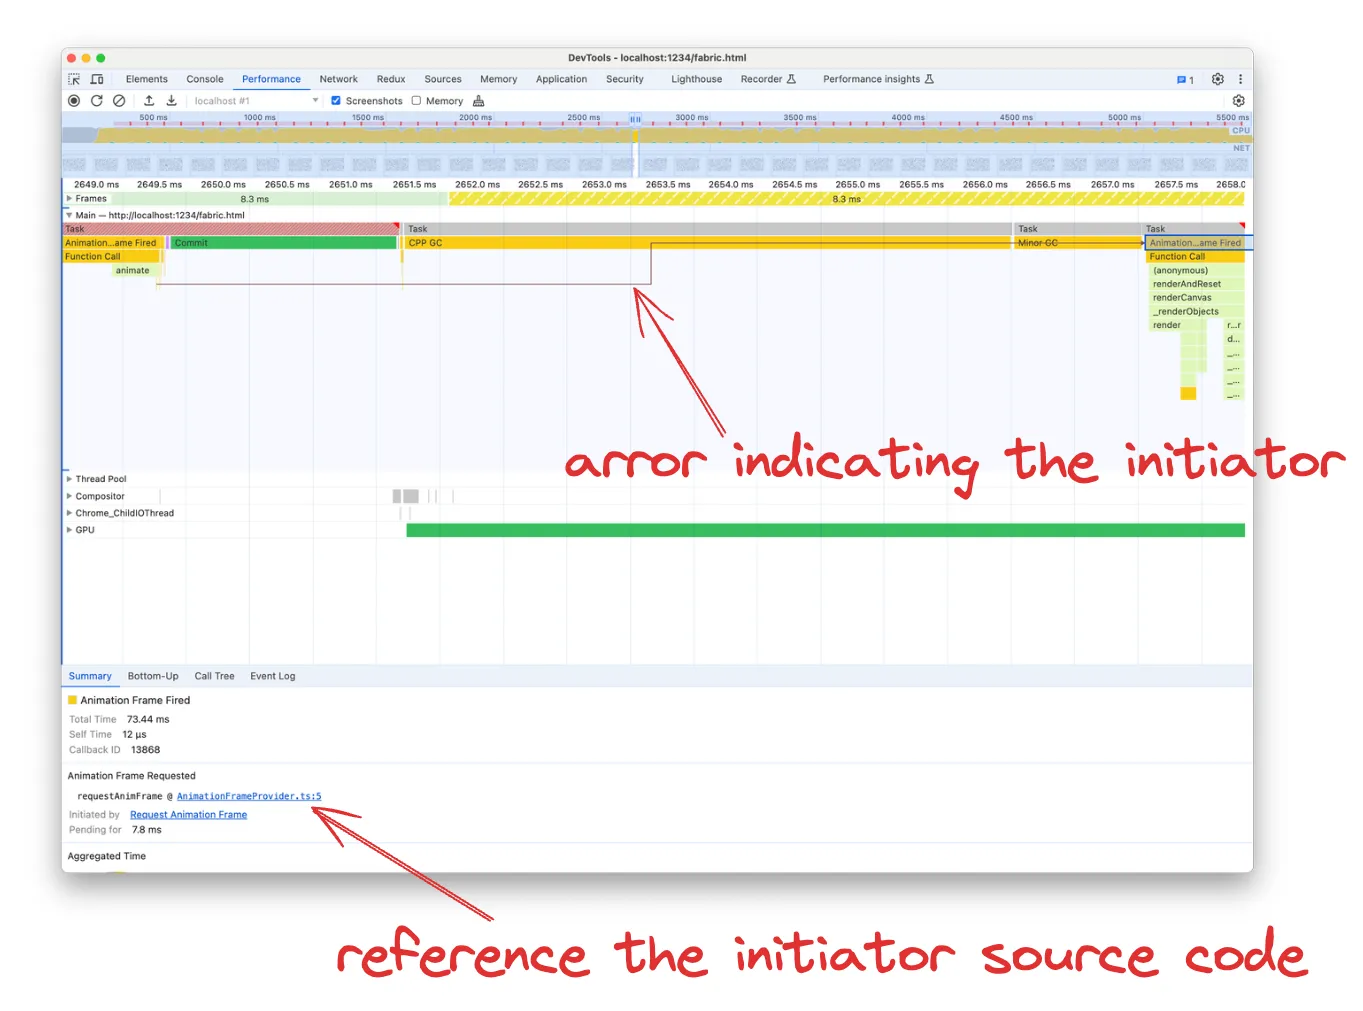 DevTools - localhost:1234/fabric.html
Elements Console Performance Network Redux Sources Memory Application Security Lighthouse Recorder Performance insights 1
localhost #1 Screenshots Memory
500 ms 1000 ms 1500 ms 2000 ms 2500 ms 3000 ms 3500 ms 4000 ms 4500 ms 5000 ms 5500 ms
CPU
NET
2649.0 ms 2649.5 ms 2650.0 ms 2650.5 ms 2651.0 ms 2651.5 ms 2652.0 ms 2652.5 ms 2653.0 ms 2653.5 ms 2654.0 ms 2654.5 ms 2655.0 ms 2655.5 ms 2656.0 ms 2656.5 ms 2657.0 ms 2657.5 ms 2658.0
Frames 8.3 ms 8.3 ms
Main — http://localhost:1234/fabric.html
Task Task Task Task
Animation...ame Fired Commit CPP GC Minor GC Animation...ame Fired
Function Call Function Call
animate (anonymous)
renderAndReset
renderCanvas
_renderObjects
render r...r
d...
_...
_...
_...
_...
arror indicating the initiator
Thread Pool
Compositor
Chrome_ChildIOThread
GPU
Summary Bottom-Up Call Tree Event Log
Animation Frame Fired
Total Time 73.44 ms
Self Time 12 μs
Callback ID 13868
Animation Frame Requested
requestAnimFrame @ AnimationFrameProvider.ts:5
Initiated by Request Animation Frame
Pending for 7.8 ms
Aggregated Time
reference the initiator source code